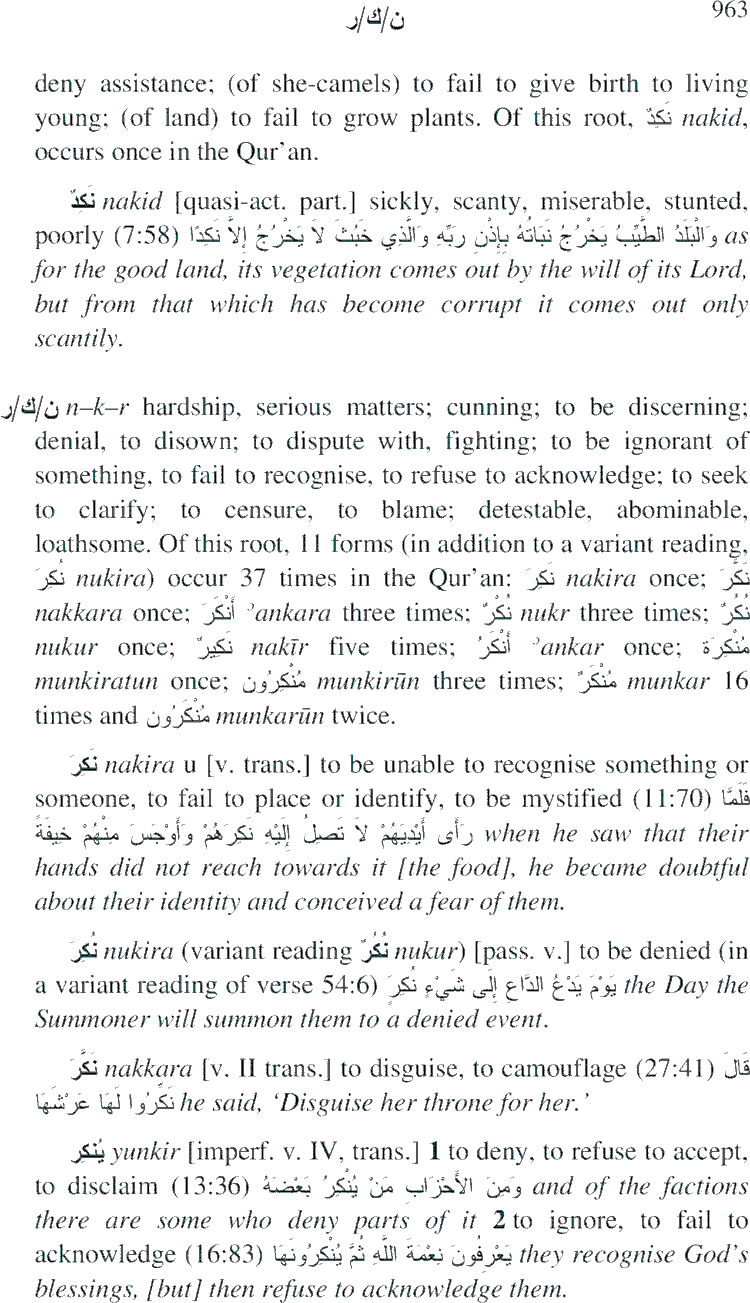 ن/ك/ر 963
deny assistance; (of she-camels) to fail to give birth to living
young; (of land) to fail to grow plants. Of this root, نَكِدٌ nakid,
occurs once in the Qur’an.
نَكِدٌ nakid [quasi-act. part.] sickly, scanty, miserable, stunted,
poorly (7:58) وَالْبَلَدُ الطَّيِّبُ يَخْرُجُ نَبَاتُهُ بِإِذْنِ رَبِّهِ وَالَّذِي خَبُثَ لَا يَخْرُجُ إِلاَّ نَكِدًا as
for the good land, its vegetation comes out by the will of its Lord,
but from that which has become corrupt it comes out only
scantily.
ن/ك/ر n–k–r hardship, serious matters; cunning; to be discerning;
denial, to disown; to dispute with, fighting; to be ignorant of
something, to fail to recognise, to refuse to acknowledge; to seek
to clarify; to censure, to blame; detestable, abominable,
loathsome. Of this root, 11 forms (in addition to a variant reading,
نُكِرَ nukira) occur 37 times in the Qur’an: نَكِرَ nakira once; نَكَّرَ
nakkara once; أَنْكَرَ ʾankara three times; نُكْرٌ nukr three times; نُكُرٌ
nukur once; نَكِيرٌ nakīr five times; أَنْكَرُ ʾankar once; مُنْكِرَة
munkiratun once; مُنْكِرُون munkirūn three times; مُنْكَرٌ munkar 16
times and مُنْكَرُون munkarūn twice.
نَكِرَ nakira u [v. trans.] to be unable to recognise something or
someone, to fail to place or identify, to be mystified (11:70) فَلَمَّا
رَأَى أَيْدِيَهُمْ لاَ تَصِلُ إِلَيْهِ نَكِرَهُمْ وَأَوْجَسَ مِنْهُمْ خِيفَةً when he saw that their
hands did not reach towards it [the food], he became doubtful
about their identity and conceived a fear of them.
نُكِرَ nukira (variant reading نُكُرٌ nukur) [pass. v.] to be denied (in
a variant reading of verse 54:6) يَوْمَ يَدْعُ الدَّاعِ إِلَى شَيْءٍ نُكِرَ the Day the
Summoner will summon them to a denied event.
نَكَّرَ nakkara [v. II trans.] to disguise, to camouflage (27:41) قَالَ
نَكِّرُوا لَهَا عَرْشَهَا he said, ‘Disguise her throne for her.’
يُنْكِر yunkir [imperf. v. IV, trans.] 1 to deny, to refuse to accept,
to disclaim (13:36) وَمِنَ الأَحْزَابِ مَنْ يُنْكِرُ بَعْضَهُ and of the factions
there are some who deny parts of it 2 to ignore, to fail to
acknowledge (16:83) يَعْرِفُونَ نِعْمَةَ اللَّهِ ثُمَّ يُنْكِرُونَهَا they recognise God’s
blessings, [but] then refuse to acknowledge them.